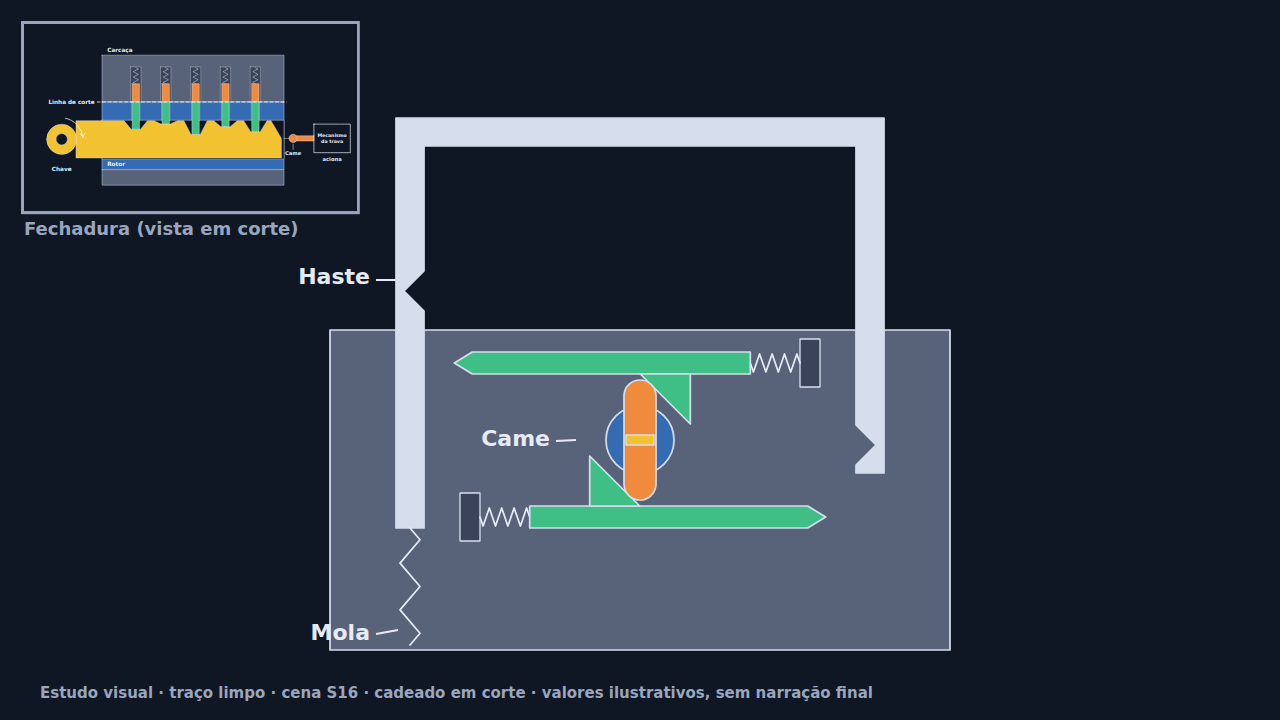 Carcaça
Linha de corte
Mecanismo
da trava
Came
aciona
Rotor
Chave
Fechadura (vista em corte)
Haste
Came
Mola
Estudo visual · traço limpo · cena S16 · cadeado em corte · valores ilustrativos, sem narração final